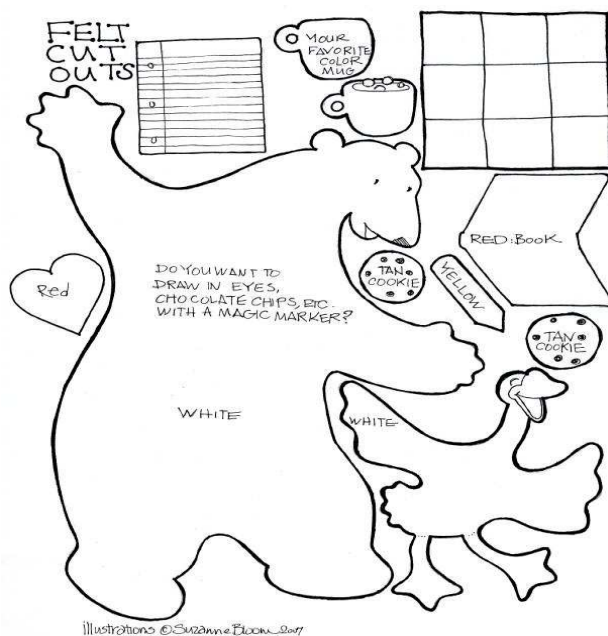 FELT
CUT
OUTS
YOUR
FAVORITE
COLOR
MUG
RED:BOOK
TAN
COOKIE
YELLOW
Red
DO YOU WANT TO
DRAW IN EYES,
CHOCOLATE CHIPS, ETC.
WITH A MAGIC MARKER?
TAN
COOKIE
WHITE
WHITE
illustrations © Suzanne Bloom 2007